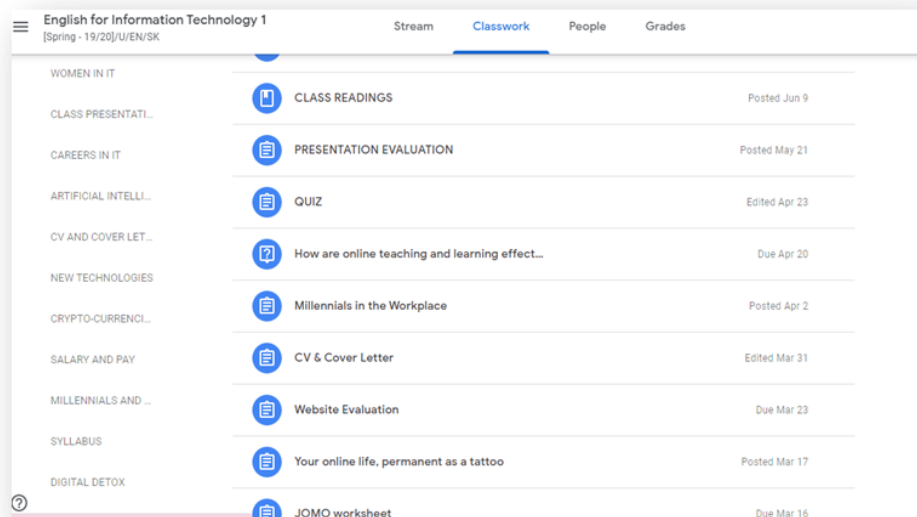 English for Information Technology 1
[Spring - 19/20]/U/EN/SK
Stream
Classwork
People
Grades
WOMEN IN IT
CLASS PRESENTATI...
CAREERS IN IT
ARTIFICIAL INTELLI...
CV AND COVER LET...
NEW TECHNOLOGIES
CRYPTO-CURRENCI...
SALARY AND PAY
MILLENNIALS AND ...
SYLLABUS
DIGITAL DETOX
CLASS READINGS
Posted Jun 9
PRESENTATION EVALUATION
Posted May 21
QUIZ
Edited Apr 23
How are online teaching and learning effect...
Due Apr 20
Millennials in the Workplace
Posted Apr 2
CV & Cover Letter
Edited Mar 31
Website Evaluation
Due Mar 23
Your online life, permanent as a tattoo
Posted Mar 17
JOMO worksheet
Due Mar 16